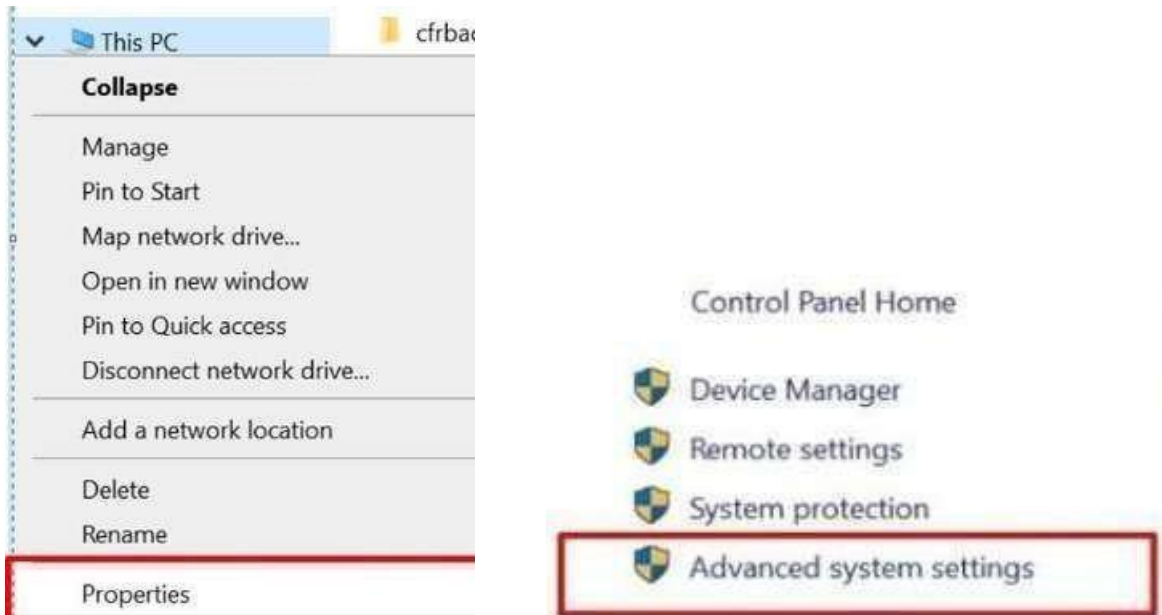 This PC
cfrbac
Collapse
Manage
Pin to Start
Map network drive...
Open in new window
Pin to Quick access
Disconnect network drive...
Add a network location
Delete
Rename
Properties
Control Panel Home
Device Manager
Remote settings
System protection
Advanced system settings